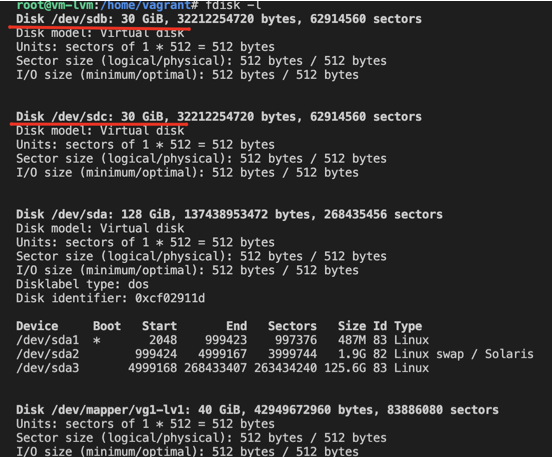 root@vm-lvm:/home/vagrant# fdisk -l
Disk /dev/sdb: 30 GiB, 32212254720 bytes, 62914560 sectors
Disk model: Virtual disk
Units: sectors of 1 * 512 = 512 bytes
Sector size (logical/physical): 512 bytes / 512 bytes
I/O size (minimum/optimal): 512 bytes / 512 bytes
Disk /dev/sdc: 30 GiB, 32212254720 bytes, 62914560 sectors
Disk model: Virtual disk
Units: sectors of 1 * 512 = 512 bytes
Sector size (logical/physical): 512 bytes / 512 bytes
I/O size (minimum/optimal): 512 bytes / 512 bytes
Disk /dev/sda: 128 GiB, 137438953472 bytes, 268435456 sectors
Disk model: Virtual disk
Units: sectors of 1 * 512 = 512 bytes
Sector size (logical/physical): 512 bytes / 512 bytes
I/O size (minimum/optimal): 512 bytes / 512 bytes
Disklabel type: dos
Disk identifier: 0xcf02911d
Device Boot Start End Sectors Size Id Type
/dev/sda1 * 2048 999423 997376 487M 83 Linux
/dev/sda2 999424 4999167 3999744 1.9G 82 Linux swap / Solaris
/dev/sda3 4999168 268433407 263434240 125.6G 83 Linux
Disk /dev/mapper/vg1-lv1: 40 GiB, 42949672960 bytes, 83886080 sectors
Units: sectors of 1 * 512 = 512 bytes
Sector size (logical/physical): 512 bytes / 512 bytes
I/O size (minimum/optimal): 512 bytes / 512 bytes